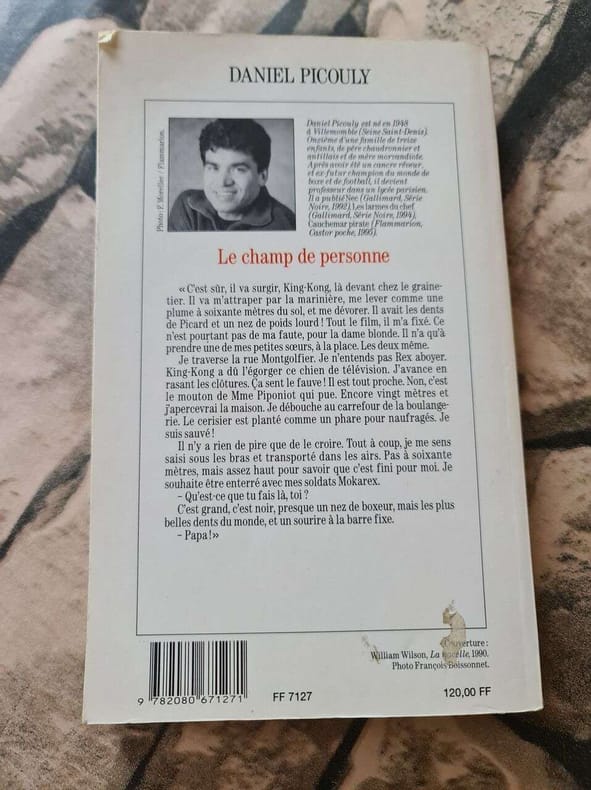 DANIEL PICOULY
Photo: F. Morellec / Flammarion.
Daniel Picouly est né en 1948
à Villemomble (Seine Saint-Denis).
Onzième d'une famille de treize
enfants, de père chaudronnier et
antillais et de mère morvandiote.
Après avoir été un cancre rêveur,
et ex-futur champion du monde de
boxe et de football, il devient
professeur dans un lycée parisien.
Il a publié Nec (Gallimard, Série
Noire, 1992), Les larmes du chef
(Gallimard, Série Noire, 1994),
Cauchemar pirate (Flammarion,
Castor poche, 1995).
Le champ de personne
« C'est sûr, il va surgir, King-Kong, là devant chez le graine-
tier. Il va m'attraper par la marinière, me lever comme une
plume à soixante mètres du sol, et me dévorer. Il avait les dents
de Picard et un nez de poids lourd ! Tout le film, il m'a fixé. Ce
n'est pourtant pas de ma faute, pour la dame blonde. Il n'a qu'à
prendre une de mes petites sœurs, à la place. Les deux même.
Je traverse la rue Montgolfier. Je n'entends pas Rex aboyer.
King-Kong a dû l'égorger ce chien de télévision. J'avance en
rasant les clôtures. Ça sent le fauve ! Il est tout proche. Non, c'est
le mouton de Mme Piponiot qui pue. Encore vingt mètres et
j'apercevrai la maison. Je débouche au carrefour de la boulange-
rie. Le cerisier est planté comme un phare pour naufragés. Je
suis sauvé !
Il n'y a rien de pire que de le croire. Tout à coup, je me sens
saisi sous les bras et transporté dans les airs. Pas à soixante
mètres, mais assez haut pour savoir que c'est fini pour moi. Je
souhaite être enterré avec mes soldats Mokarex.
– Qu'est-ce que tu fais là, toi ?
C'est grand, c'est noir, presque un nez de boxeur, mais les plus
belles dents du monde, et un sourire à la barre fixe.
– Papa ! »
Couverture :
William Wilson, La 1990.
Photo François Boissonnet.
9 782080 671271
FF 7127
120,00 FF